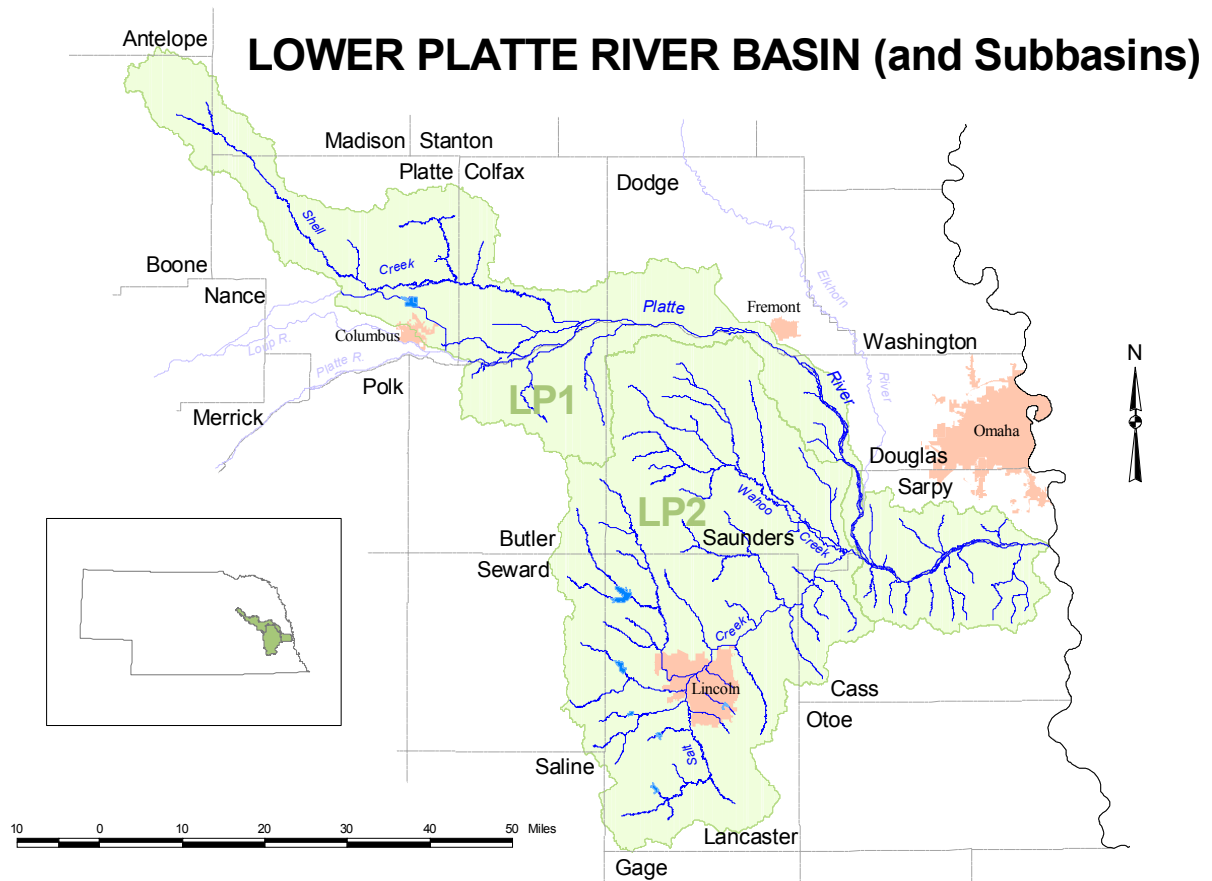 LOWER PLATTE RIVER BASIN (and Subbasins)
Antelope
Madison
Stanton
Platte
Colfax
Dodge
Shell
Creek
Boone
Nance
Elkhorn
River
Platte
River
Fremont
Columbus
Washington
Loup R.
Platte R.
Polk
Merrick
LP1
N
Omaha
Douglas
Sarpy
LP2
Wahoo
Creek
Butler
Saunders
Seward
Creek
Lincoln
Cass
Otoe
Salt
Saline
Lancaster
Gage
10 0 10 20 30 40 50 Miles